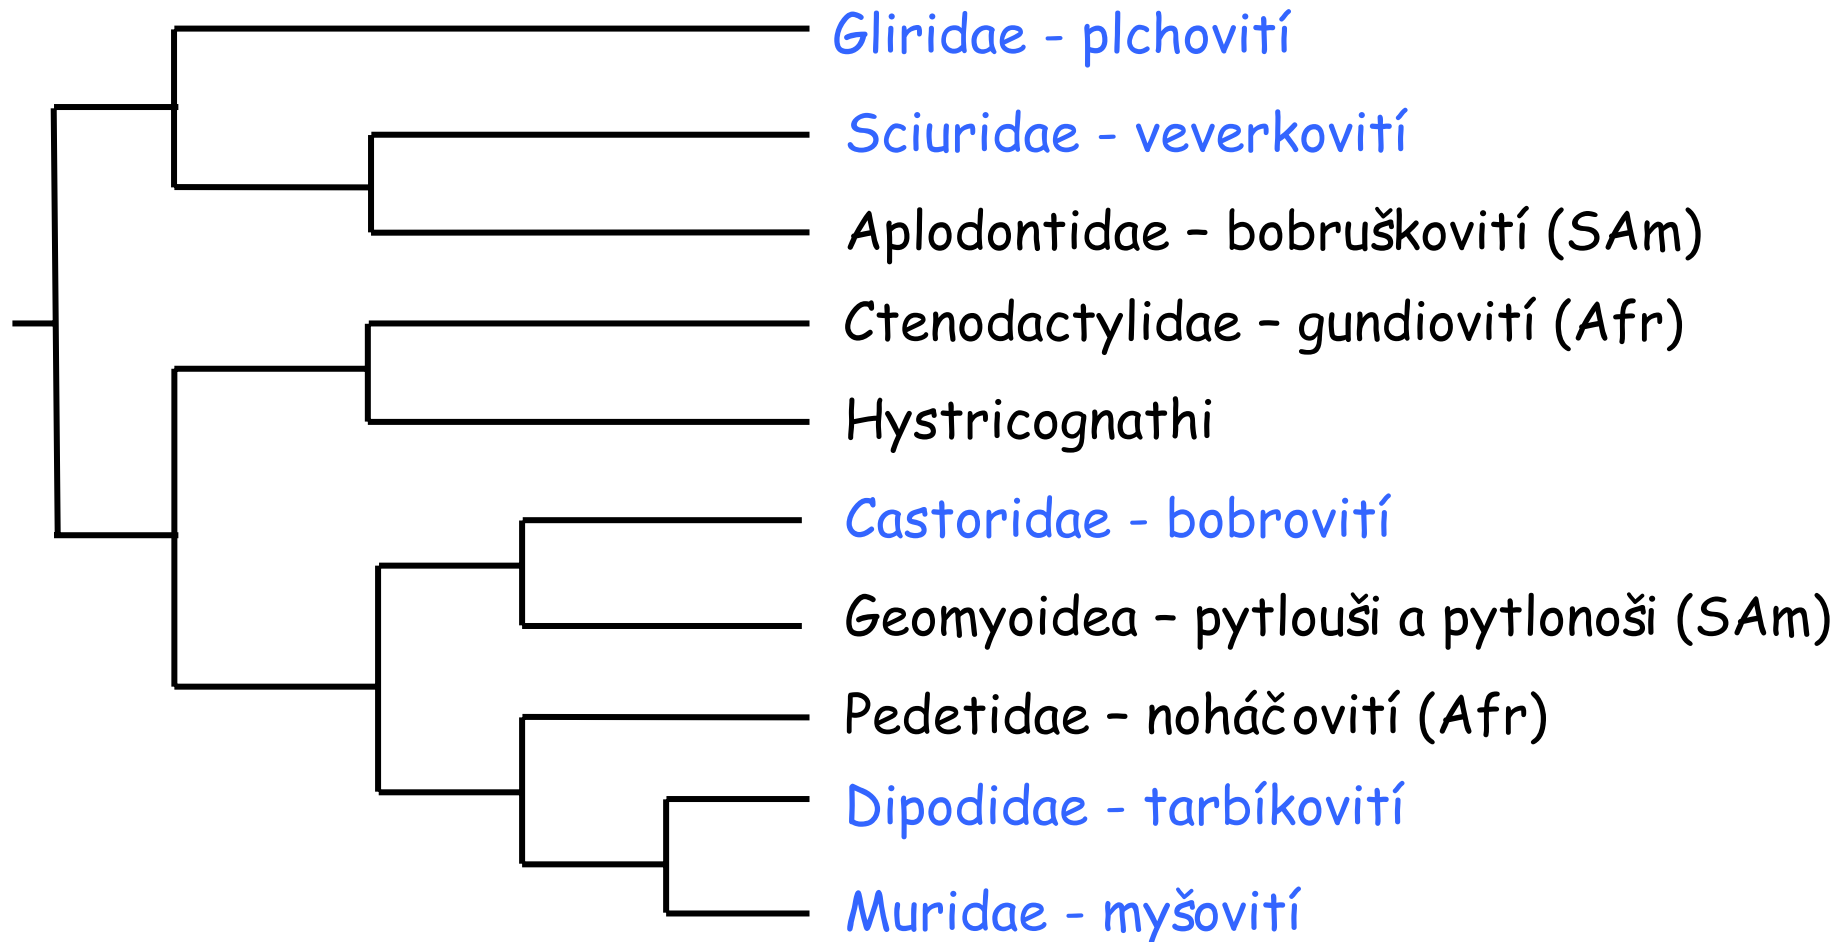 Gliridae - plchovití
Sciuridae - veverkovití
Aplodontidae – bobruškovití (SAm)
Ctenodactylidae – gundiovití (Afr)
Hystricognathi
Castoridae - bobrovití
Geomyoidea – pytlouši a pytlonoši (SAm)
Pedetidae – noháčovití (Afr)
Dipodidae - tarbíkovití
Muridae - myšovití